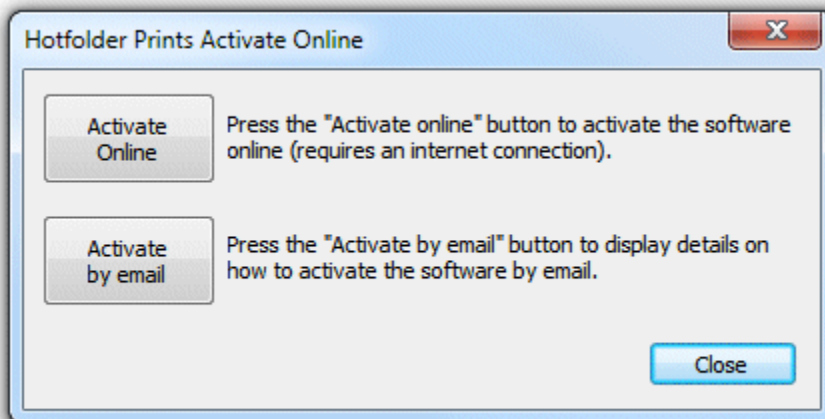 Hotfolder Prints Activate Online
Activate
Online
Press the "Activate online" button to activate the software
online (requires an internet connection).
Activate
by email
Press the "Activate by email" button to display details on
how to activate the software by email.
Close